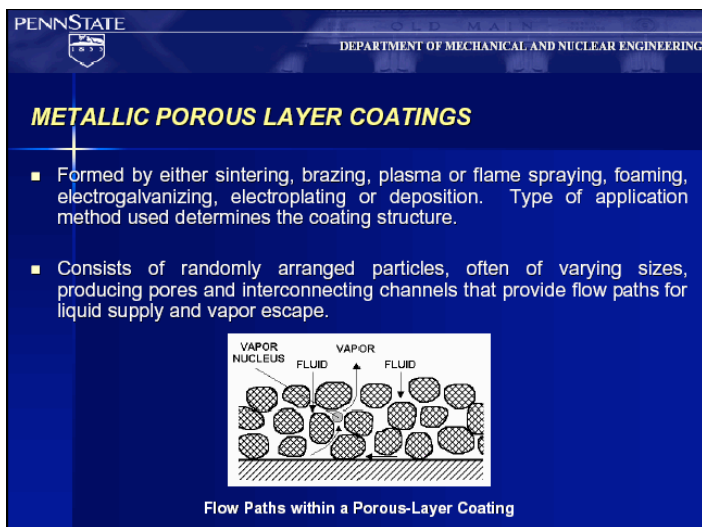 PENNSTATE
1855
OLD MAIN
DEPARTMENT OF MECHANICAL AND NUCLEAR ENGINEERING
METALLIC POROUS LAYER COATINGS
Formed by either sintering, brazing, plasma or flame spraying, foaming,
electrogalvanizing, electroplating or deposition. Type of application
method used determines the coating structure.
Consists of randomly arranged particles, often of varying sizes,
producing pores and interconnecting channels that provide flow paths for
liquid supply and vapor escape.
VAPOR
NUCLEUS
FLUID
VAPOR
FLUID
Flow Paths within a Porous-Layer Coating